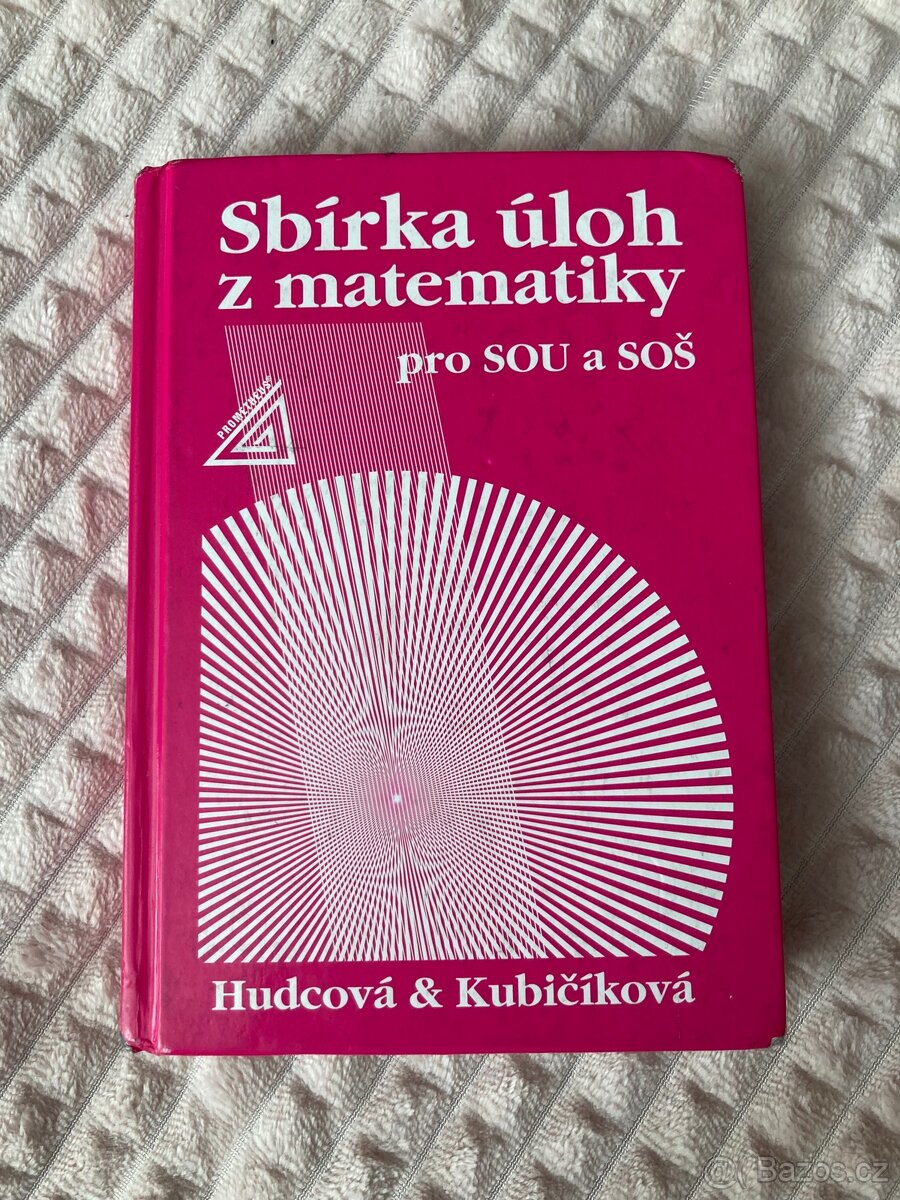 Sbírka úloh
z matematiky
pro SOU a SOŠ
PROMETHEUS®
Hudcová & Kubičíková
@ Bazos.cz